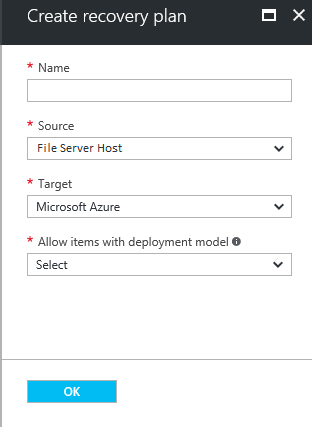 Create recovery plan
* Name
* Source
File Server Host
* Target
Microsoft Azure
* Allow items with deployment model
Select
OK